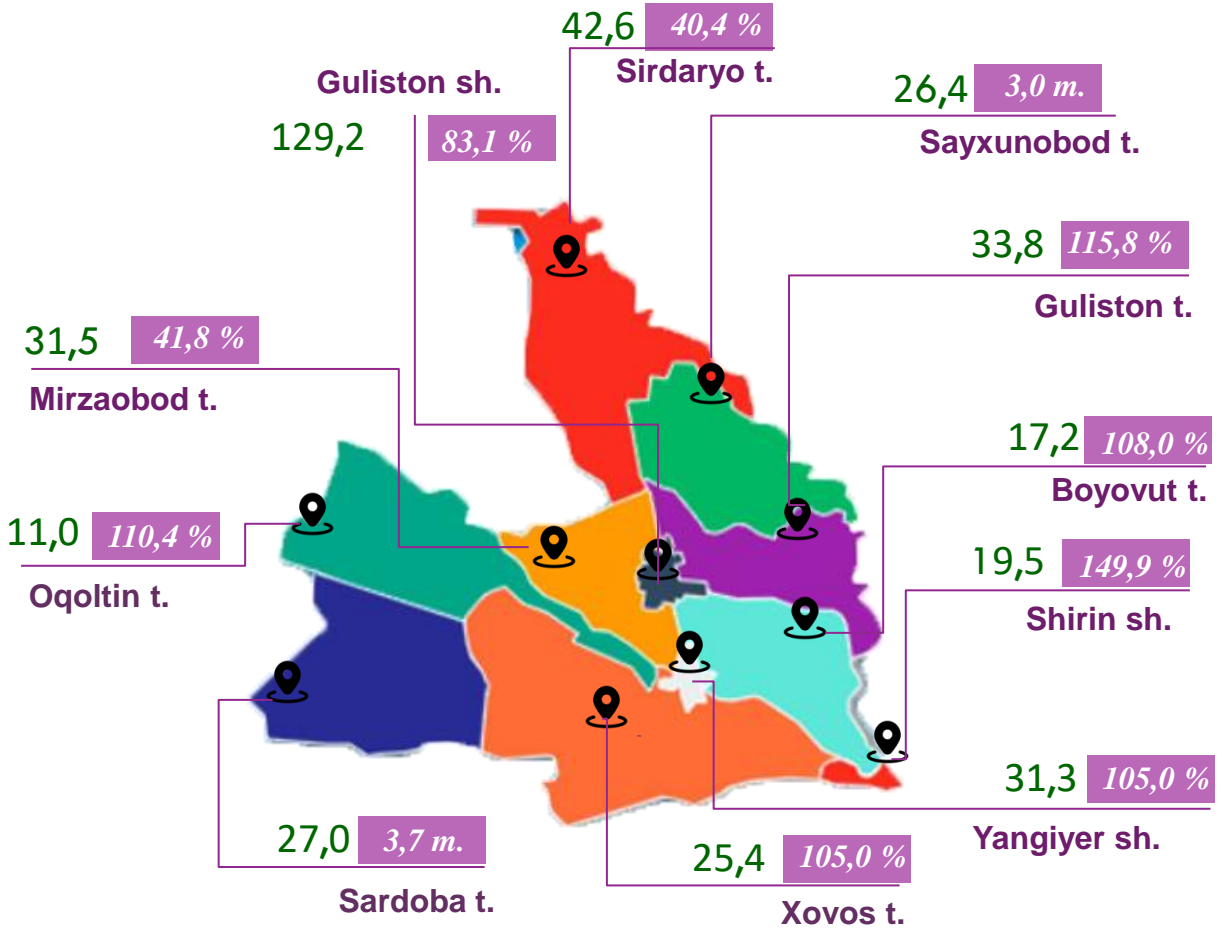 42,6 40,4 %
Sirdaryo t.
Guliston sh.
129,2 83,1 %
26,4 3,0 m.
Sayxunobod t.
33,8 115,8 %
Guliston t.
31,5 41,8 %
Mirzaobod t.
17,2 108,0 %
Boyovut t.
11,0 110,4 %
Oqoltin t.
19,5 149,9 %
Shirin sh.
31,3 105,0 %
Yangiyer sh.
27,0 3,7 m.
Sardoba t.
25,4 105,0 %
Xovos t.